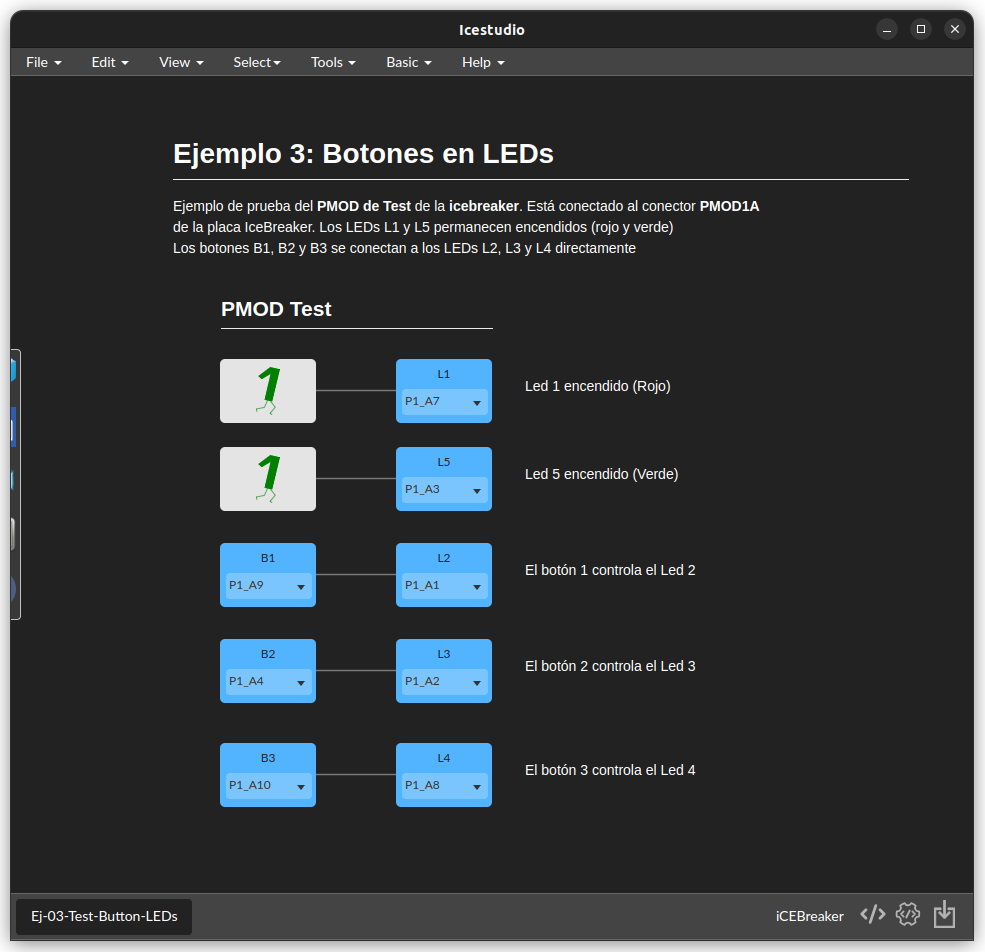 Icestudio
File Edit View Select Tools Basic Help
Ejemplo 3: Botones en LEDs
Ejemplo de prueba del PMOD de Test de la icebreaker. Está conectado al conector PMOD1A
de la placa IceBreaker. Los LEDs L1 y L5 permanecen encendidos (rojo y verde)
Los botones B1, B2 y B3 se conectan a los LEDs L2, L3 y L4 directamente
PMOD Test
1
L1
P1_A7
Led 1 encendido (Rojo)
1
L5
P1_A3
Led 5 encendido (Verde)
B1
P1_A9
L2
P1_A1
El botón 1 controla el Led 2
B2
P1_A4
L3
P1_A2
El botón 2 controla el Led 3
B3
P1_A10
L4
P1_A8
El botón 3 controla el Led 4
Ej-03-Test-Button-LEDs
iCEBreaker